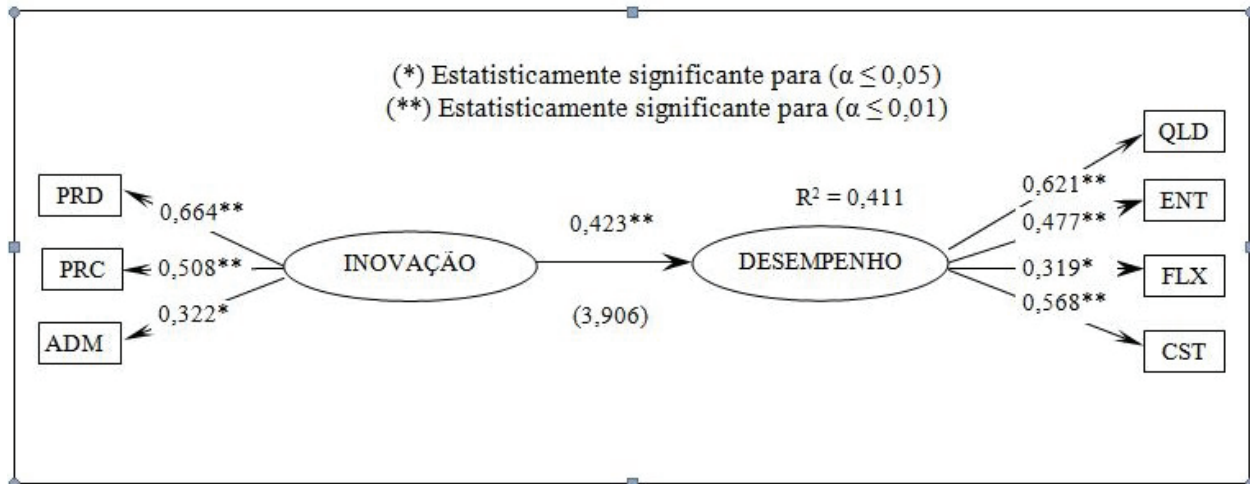 (*) Estatisticamente significante para (α ≤ 0,05)
(**) Estatisticamente significante para (α ≤ 0,01)
PRD
PRC
ADM
0,664**
0,508**
0,322*
INOVAÇÃO
0,423**
(3,906)
R² = 0,411
DESEMPENHO
0,621**
0,477**
0,319*
0,568**
QLD
ENT
FLX
CST